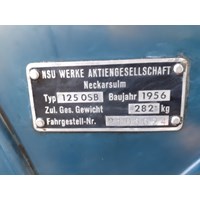 NSU WERKE AKTIENGESELLSCHAFT
Neckarsulm
Typ 125 OSB Baujahr 1956
Zul. Ges. Gewicht 282 kg
Fahrgestell-Nr.